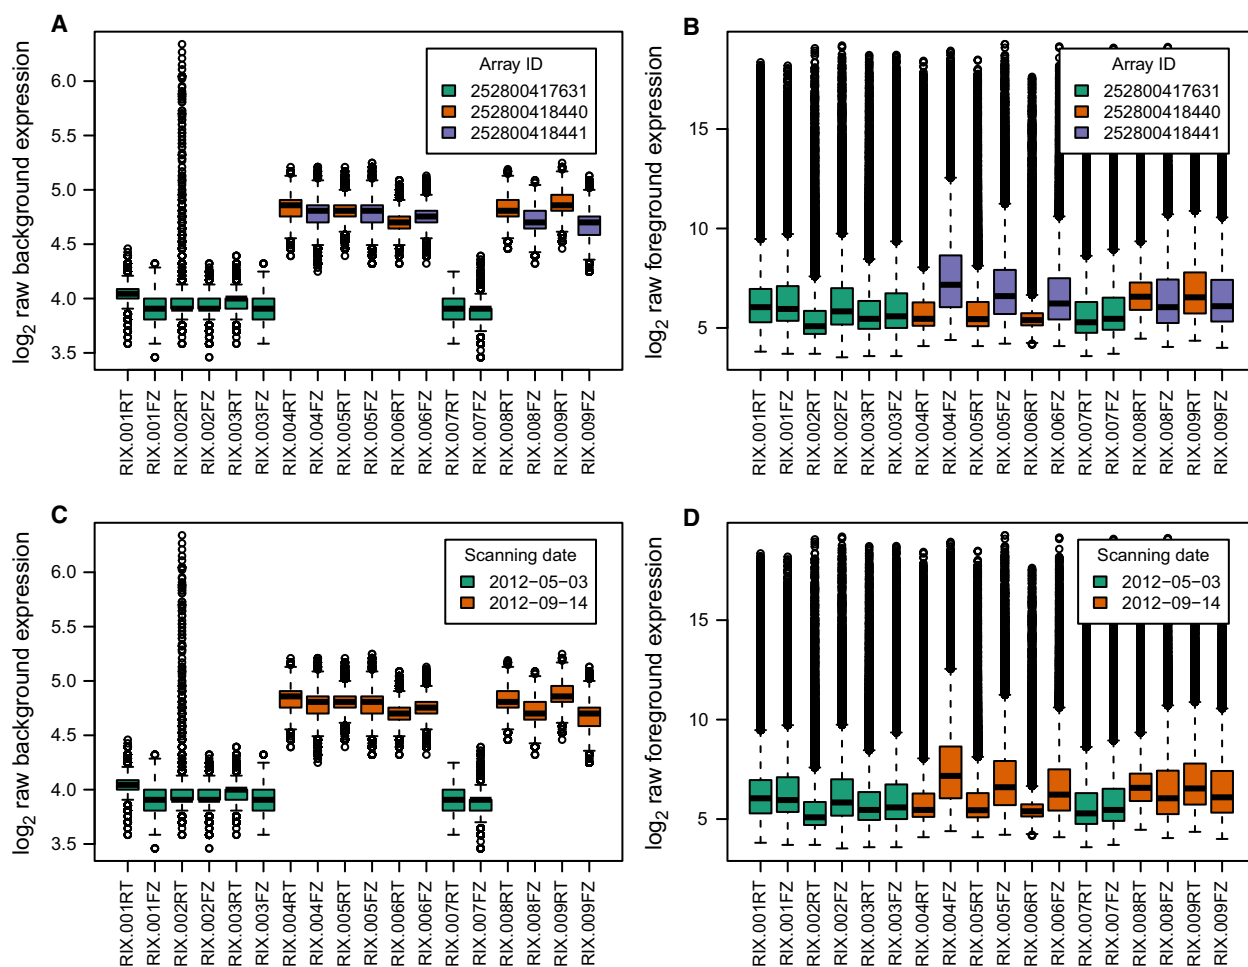 A
log2 raw background expression
6.0
5.5
5.0
4.5
4.0
3.5
Array ID
252800417631
252800418440
252800418441
RIX.001RT
RIX.001FZ
RIX.002RT
RIX.002FZ
RIX.003RT
RIX.003FZ
RIX.004RT
RIX.004FZ
RIX.005RT
RIX.005FZ
RIX.006RT
RIX.006FZ
RIX.007RT
RIX.007FZ
RIX.008RT
RIX.008FZ
RIX.009RT
RIX.009FZ
B
log2 raw foreground expression
15
10
5
Array ID
252800417631
252800418440
252800418441
RIX.001RT
RIX.001FZ
RIX.002RT
RIX.002FZ
RIX.003RT
RIX.003FZ
RIX.004RT
RIX.004FZ
RIX.005RT
RIX.005FZ
RIX.006RT
RIX.006FZ
RIX.007RT
RIX.007FZ
RIX.008RT
RIX.008FZ
RIX.009RT
RIX.009FZ
C
log2 raw background expression
6.0
5.5
5.0
4.5
4.0
3.5
Scanning date
2012−05−03
2012−09−14
RIX.001RT
RIX.001FZ
RIX.002RT
RIX.002FZ
RIX.003RT
RIX.003FZ
RIX.004RT
RIX.004FZ
RIX.005RT
RIX.005FZ
RIX.006RT
RIX.006FZ
RIX.007RT
RIX.007FZ
RIX.008RT
RIX.008FZ
RIX.009RT
RIX.009FZ
D
log2 raw foreground expression
15
10
5
Scanning date
2012−05−03
2012−09−14
RIX.001RT
RIX.001FZ
RIX.002RT
RIX.002FZ
RIX.003RT
RIX.003FZ
RIX.004RT
RIX.004FZ
RIX.005RT
RIX.005FZ
RIX.006RT
RIX.006FZ
RIX.007RT
RIX.007FZ
RIX.008RT
RIX.008FZ
RIX.009RT
RIX.009FZ